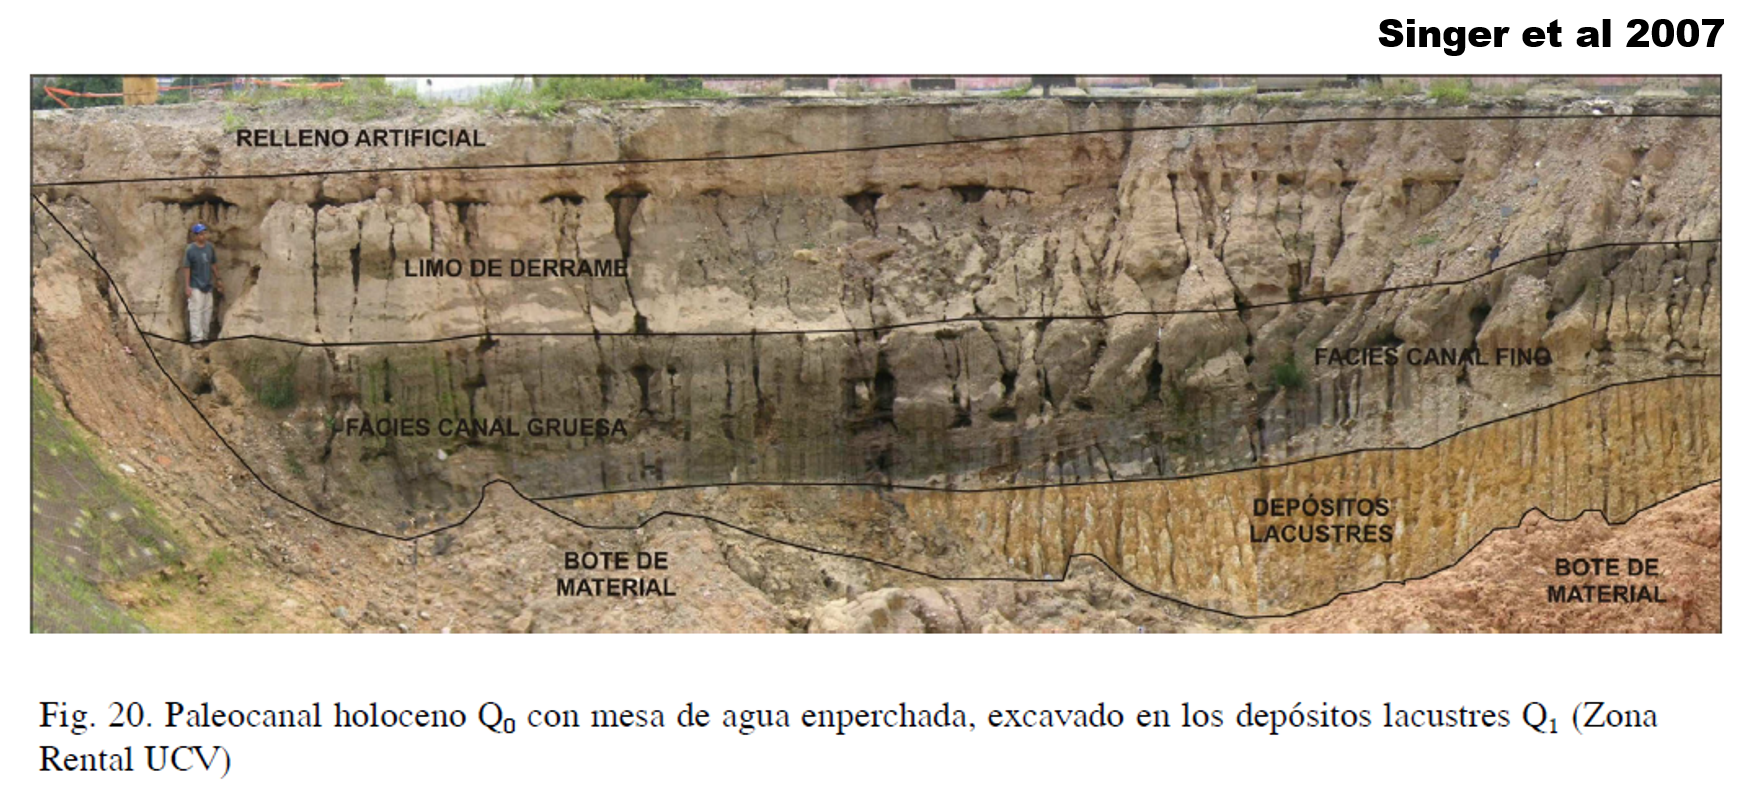 Singer et al 2007
RELLENO ARTIFICIAL
LIMO DE DERRAME
FACIES CANAL FINO
FACIES CANAL GRUESA
DEPÓSITOS
LACUSTRES
BOTE DE
MATERIAL
BOTE DE
MATERIAL
Fig. 20. Paleocanal holoceno Q₀ con mesa de agua enperchada, excavado en los depósitos lacustres Q₁ (Zona
Rental UCV)